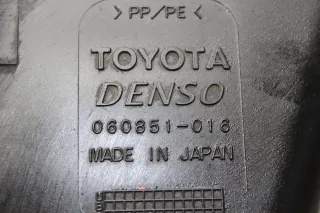 >PP/PE<
TOYOTA
DENSO
060851-016
MADE IN JAPAN